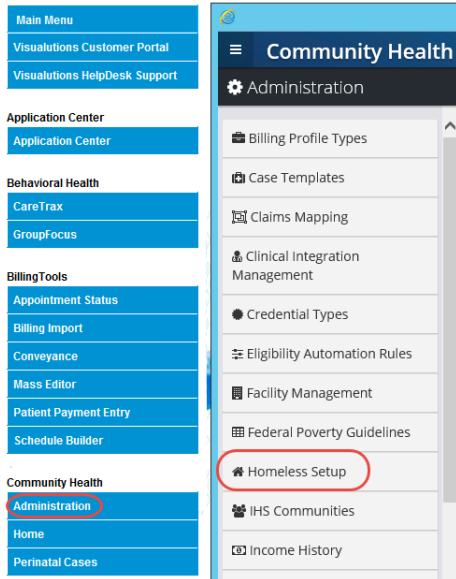 Main Menu
Visualutions Customer Portal
Visualutions HelpDesk Support
Application Center
Application Center
Behavioral Health
CareTrax
GroupFocus
BillingTools
Appointment Status
Billing Import
Conveyance
Mass Editor
Patient Payment Entry
Schedule Builder
Community Health
Administration
Home
Perinatal Cases
Community Health
Administration
Billing Profile Types
Case Templates
Claims Mapping
Clinical Integration
Management
Credential Types
Eligibility Automation Rules
Facility Management
Federal Poverty Guidelines
Homeless Setup
IHS Communities
Income History